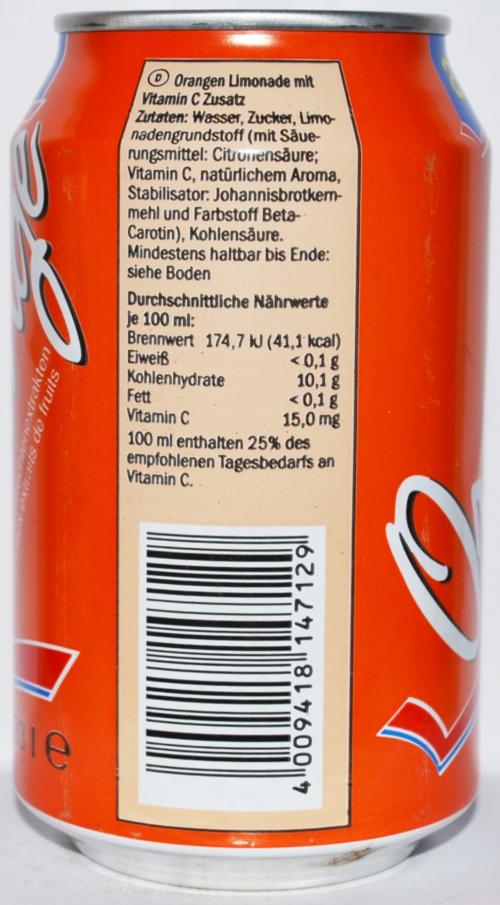 D Orangen Limonade mit
Vitamin C Zusatz
Zutaten: Wasser, Zucker, Limo-
nadengrundstoff (mit Säue-
rungsmittel: Citronensäure;
Vitamin C, natürlichem Aroma,
Stabilisator: Johannisbrotkern-
mehl und Farbstoff Beta-
Carotin), Kohlensäure.
Mindestens haltbar bis Ende:
siehe Boden
Durchschnittliche Nährwerte
je 100 ml:
Brennwert 174,7 kJ (41,1 kcal)
Eiweiß < 0,1 g
Kohlenhydrate 10,1 g
Fett < 0,1 g
Vitamin C 15,0 mg
100 ml enthalten 25% des
empfohlenen Tagesbedarfs an
Vitamin C.
4 009418 147129
extraits de fruits